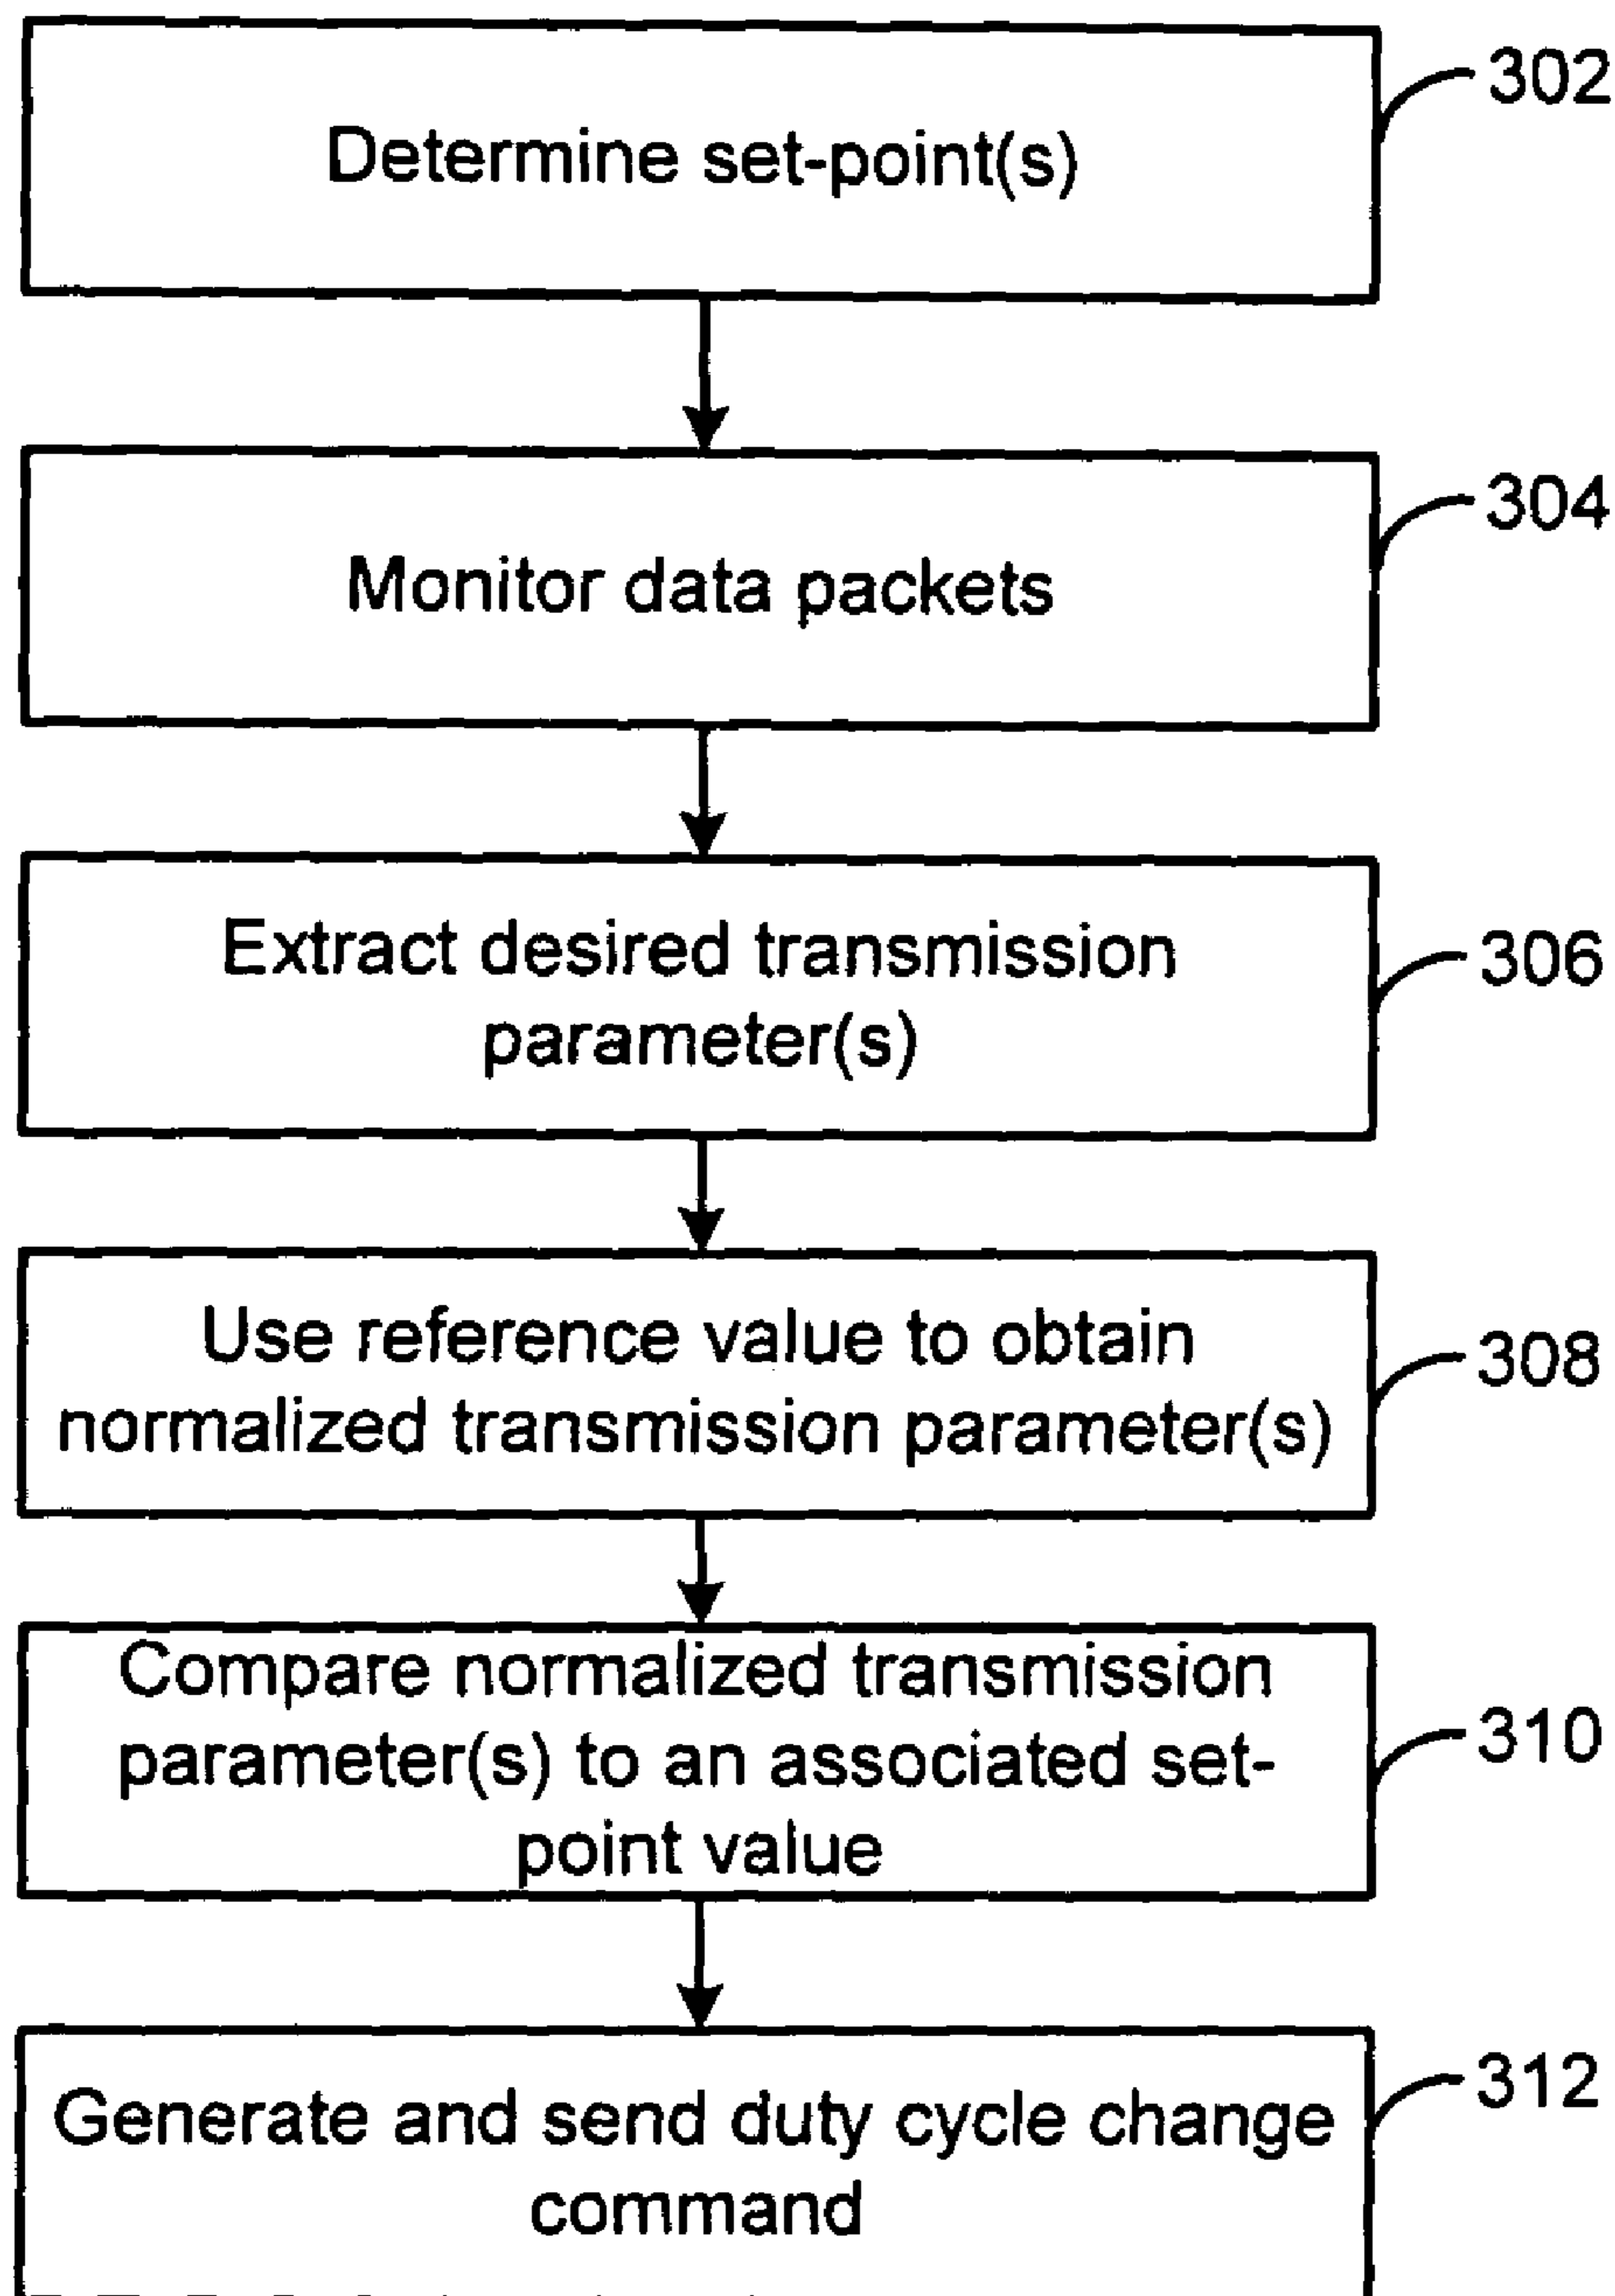 302
Determine set-point(s)
304
Monitor data packets
306
Extract desired transmission
parameter(s)
308
Use reference value to obtain
normalized transmission parameter(s)
310
Compare normalized transmission
parameter(s) to an associated set-
point value
312
Generate and send duty cycle change
command